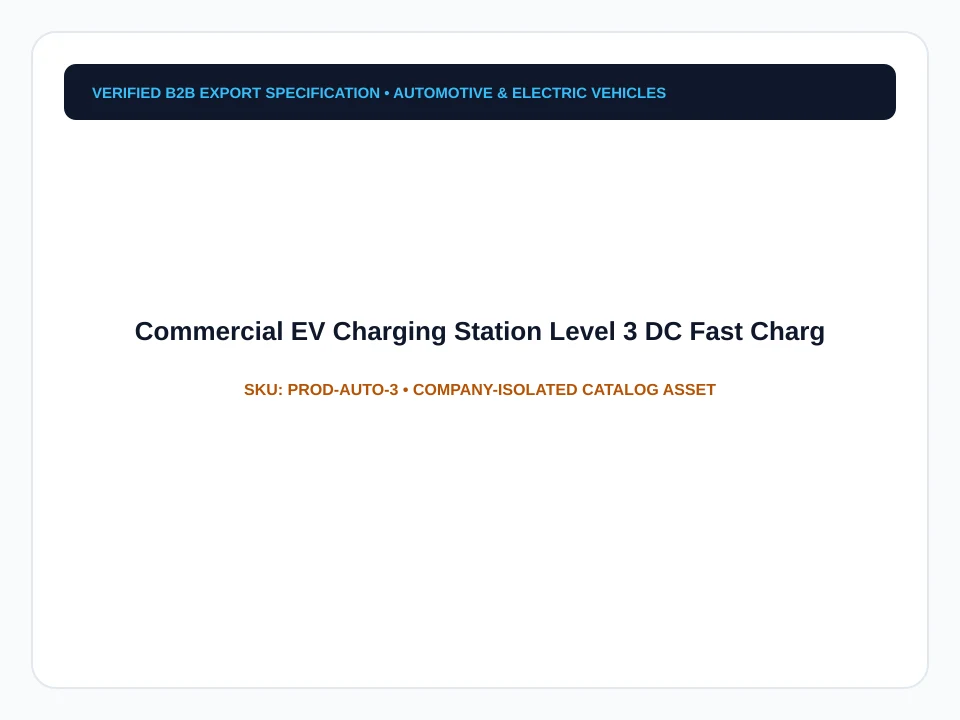 VERIFIED B2B EXPORT SPECIFICATION • AUTOMOTIVE & ELECTRIC VEHICLES
Commercial EV Charging Station Level 3 DC Fast Charg
SKU: PROD-AUTO-3 • COMPANY-ISOLATED CATALOG ASSET